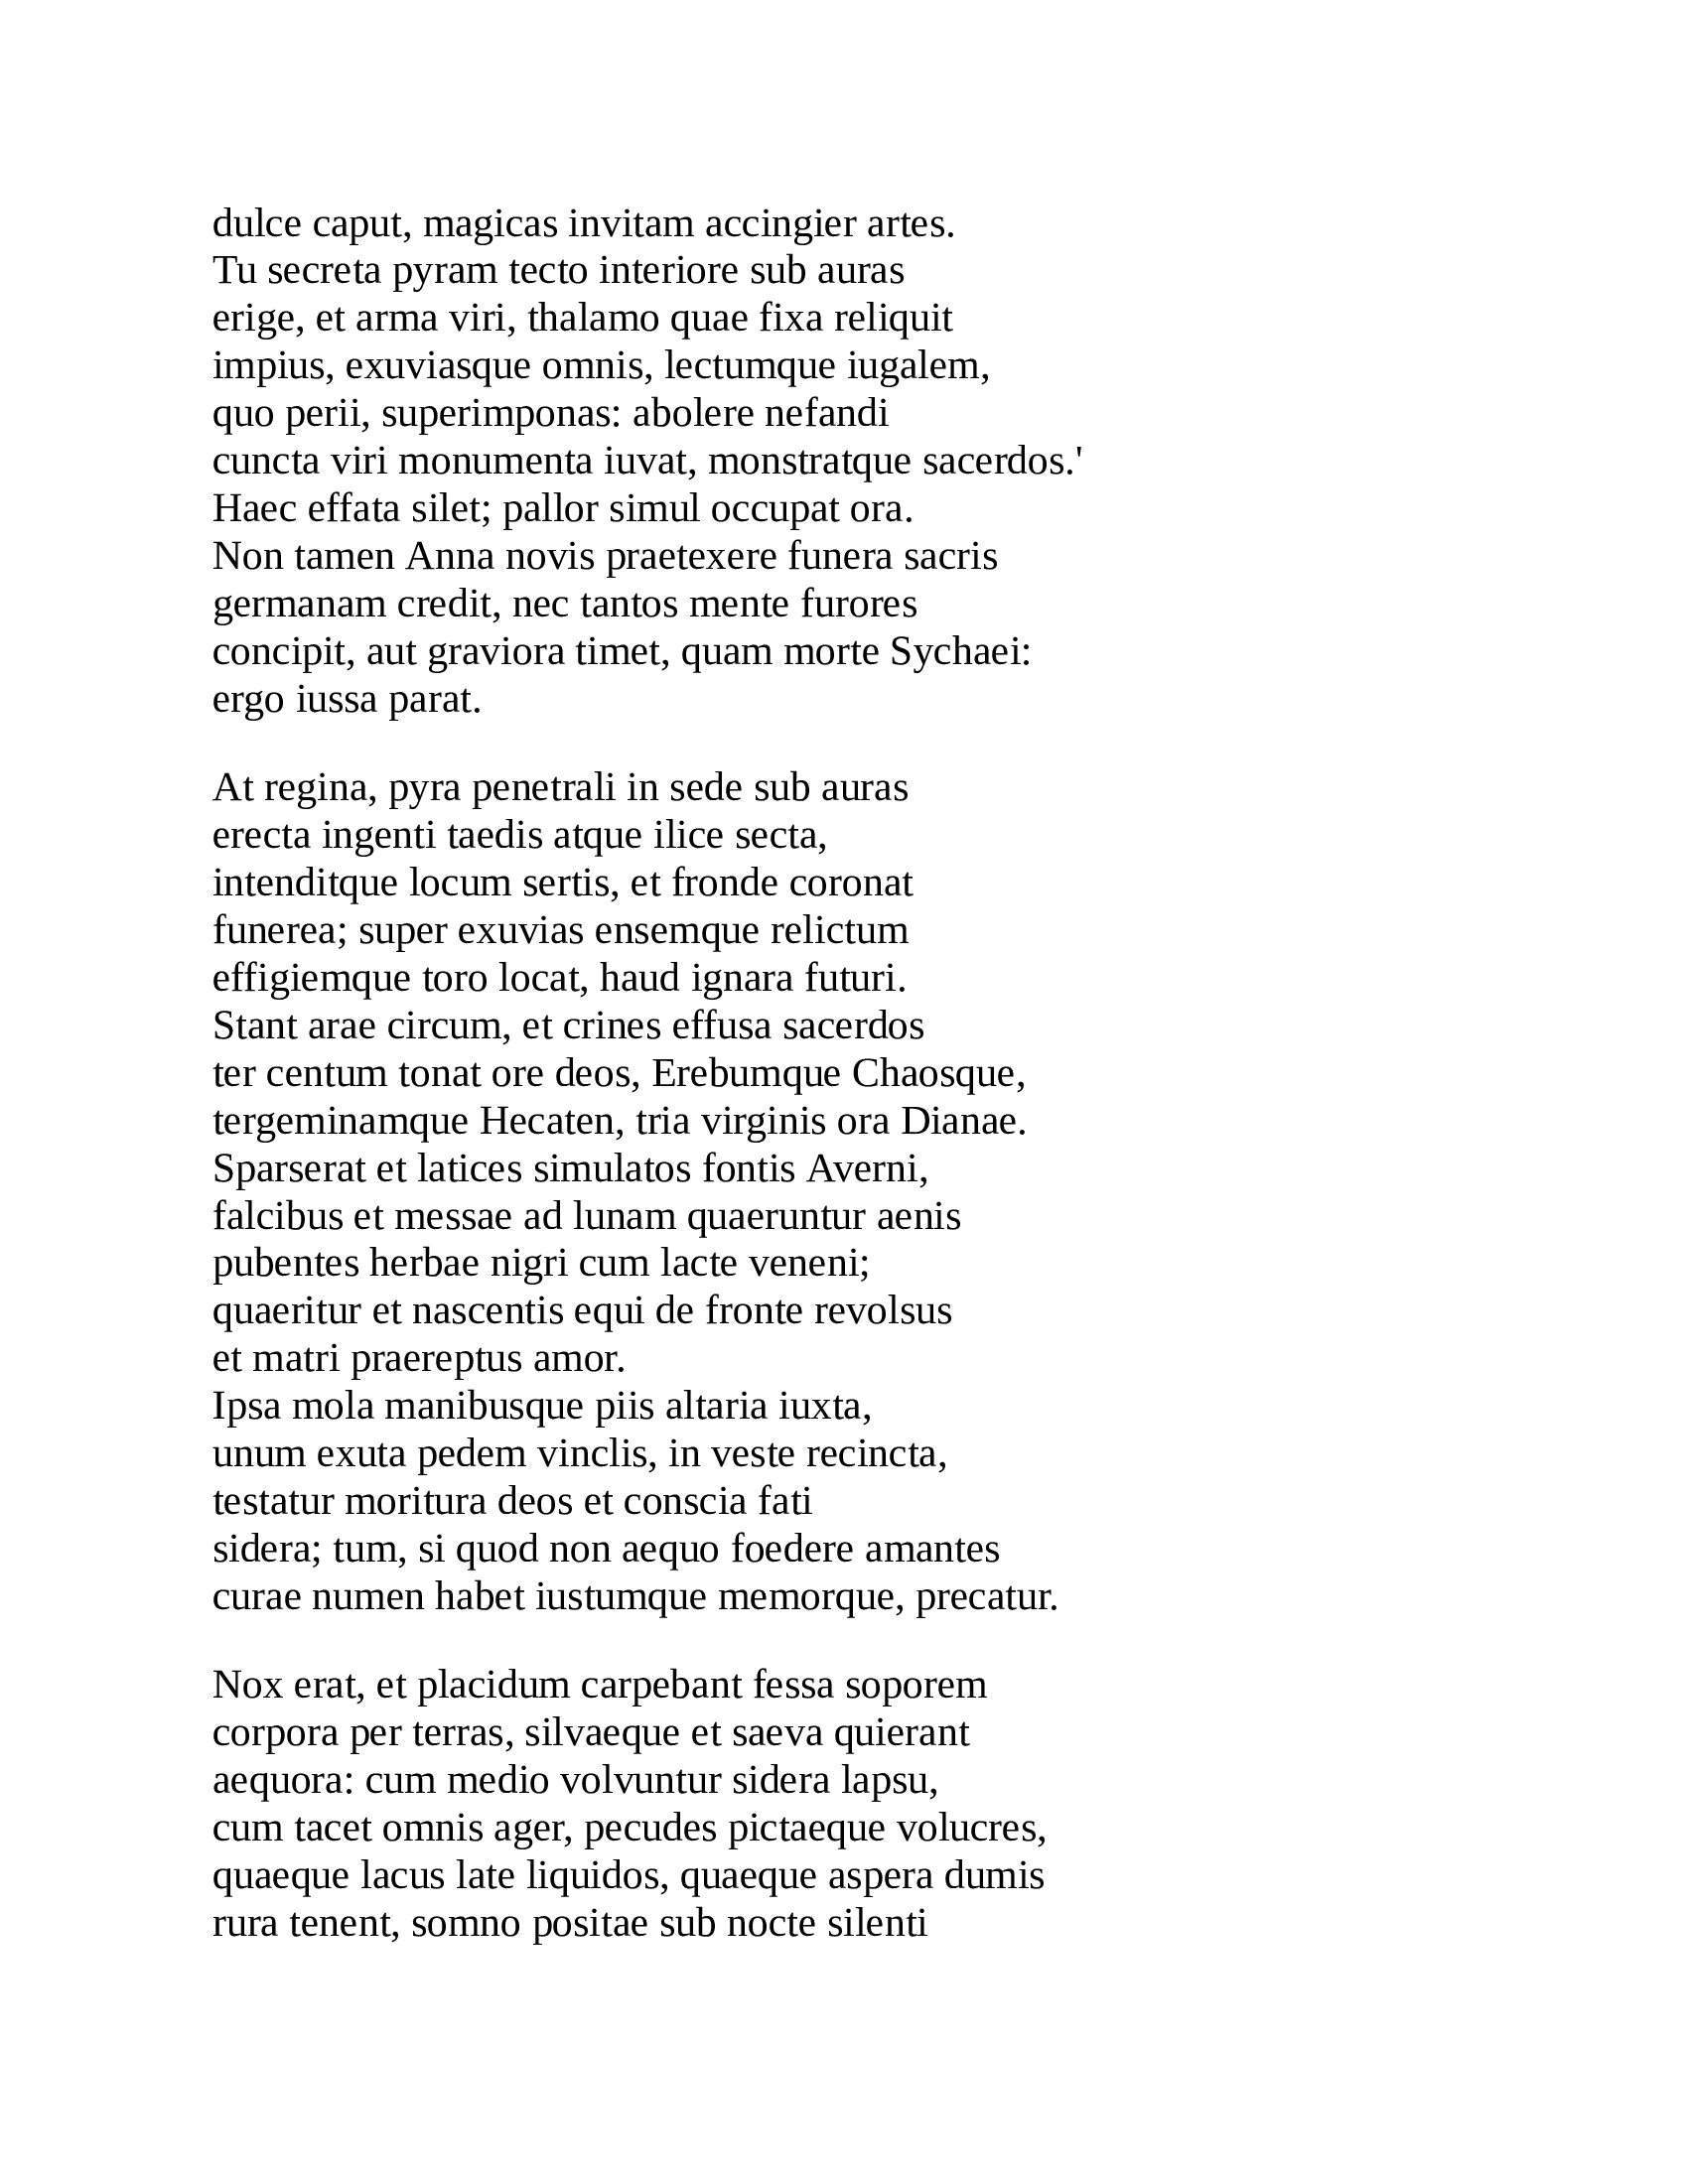 dulce caput, magicas invitam accingier artes.
Tu secreta pyram tecto interiore sub auras
erige, et arma viri, thalamo quae fixa reliquit
impius, exuviasque omnis, lectumque iugalem,
quo perii, superimponas: abolere nefandi
cuncta viri monumenta iuvat, monstratque sacerdos.'
Haec effata silet; pallor simul occupat ora.
Non tamen Anna novis praetexere funera sacris
germanam credit, nec tantos mente furores
concipit, aut graviora timet, quam morte Sychaei:
ergo iussa parat.

At regina, pyra penetrali in sede sub auras
erecta ingenti taedis atque ilice secta,
intenditque locum sertis, et fronde coronat
funerea; super exuvias ensemque relictum
effigiemque toro locat, haud ignara futuri.
Stant arae circum, et crines effusa sacerdos
ter centum tonat ore deos, Erebumque Chaosque,
tergeminamque Hecaten, tria virginis ora Dianae.
Sparserat et latices simulatos fontis Averni,
falcibus et messae ad lunam quaeruntur aenis
pubentes herbae nigri cum lacte veneni;
quaeritur et nascentis equi de fronte revolsus
et matri praereptus amor.
Ipsa mola manibusque piis altaria iuxta,
unum exuta pedem vinclis, in veste recincta,
testatur moritura deos et conscia fati
sidera; tum, si quod non aequo foedere amantes
curae numen habet iustumque memorque, precatur.

Nox erat, et placidum carpebant fessa soporem
corpora per terras, silvaeque et saeva quierant
aequora: cum medio volvuntur sidera lapsu,
cum tacet omnis ager, pecudes pictaeque volucres,
quaeque lacus late liquidos, quaeque aspera dumis
rura tenent, somno positae sub nocte silenti